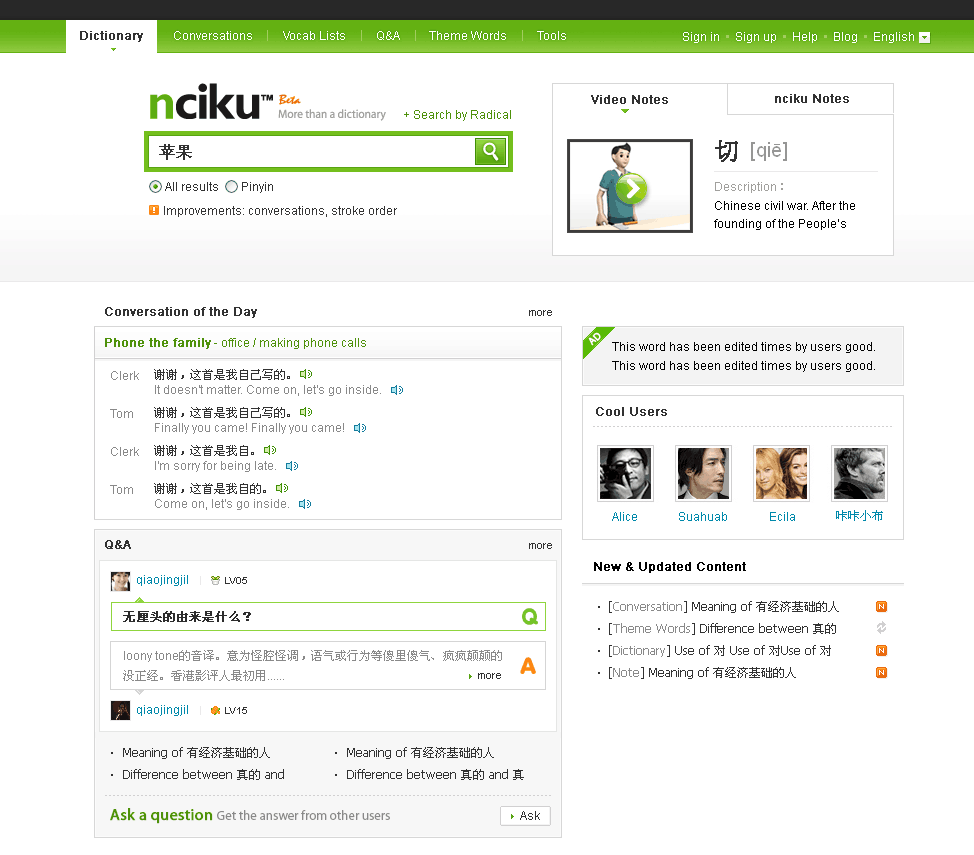 Dictionary
Conversations
Vocab Lists
Q&A
Theme Words
Tools
Sign in
Sign up
Help
Blog
English
nciku™ Beta
More than a dictionary
+ Search by Radical
苹果
All results
Pinyin
Improvements: conversations, stroke order
Video Notes
nciku Notes
切 [qiē]
Description :
Chinese civil war. After the
founding of the People's
Conversation of the Day
more
Phone the family - office / making phone calls
Clerk 谢谢，这首是我自己写的。
It doesn't matter. Come on, let's go inside.
Tom 谢谢，这首是我自己写的。
Finally you came! Finally you came!
Clerk 谢谢，这首是我自。
I'm sorry for being late.
Tom 谢谢，这首是我自的。
Come on, let's go inside.
AD
This word has been edited times by users good.
This word has been edited times by users good.
Cool Users
Alice
Suahuab
Ecila
咔咔小布
Q&A
more
qiaojingjil LV05
无厘头的由来是什么？ Q
loony tone的音译。意为怪腔怪调，语气或行为等傻里傻气、疯疯颠颠的
没正经。香港影评人最初用......
more
A
qiaojingjil LV15
· Meaning of 有经济基础的人
· Meaning of 有经济基础的人
· Difference between 真的 and
· Difference between 真的 and 真
Ask a question Get the answer from other users
Ask
New & Updated Content
· [Conversation] Meaning of 有经济基础的人 N
· [Theme Words] Difference between 真的
· [Dictionary] Use of 对 Use of 对Use of 对 N
· [Note] Meaning of 有经济基础的人 N